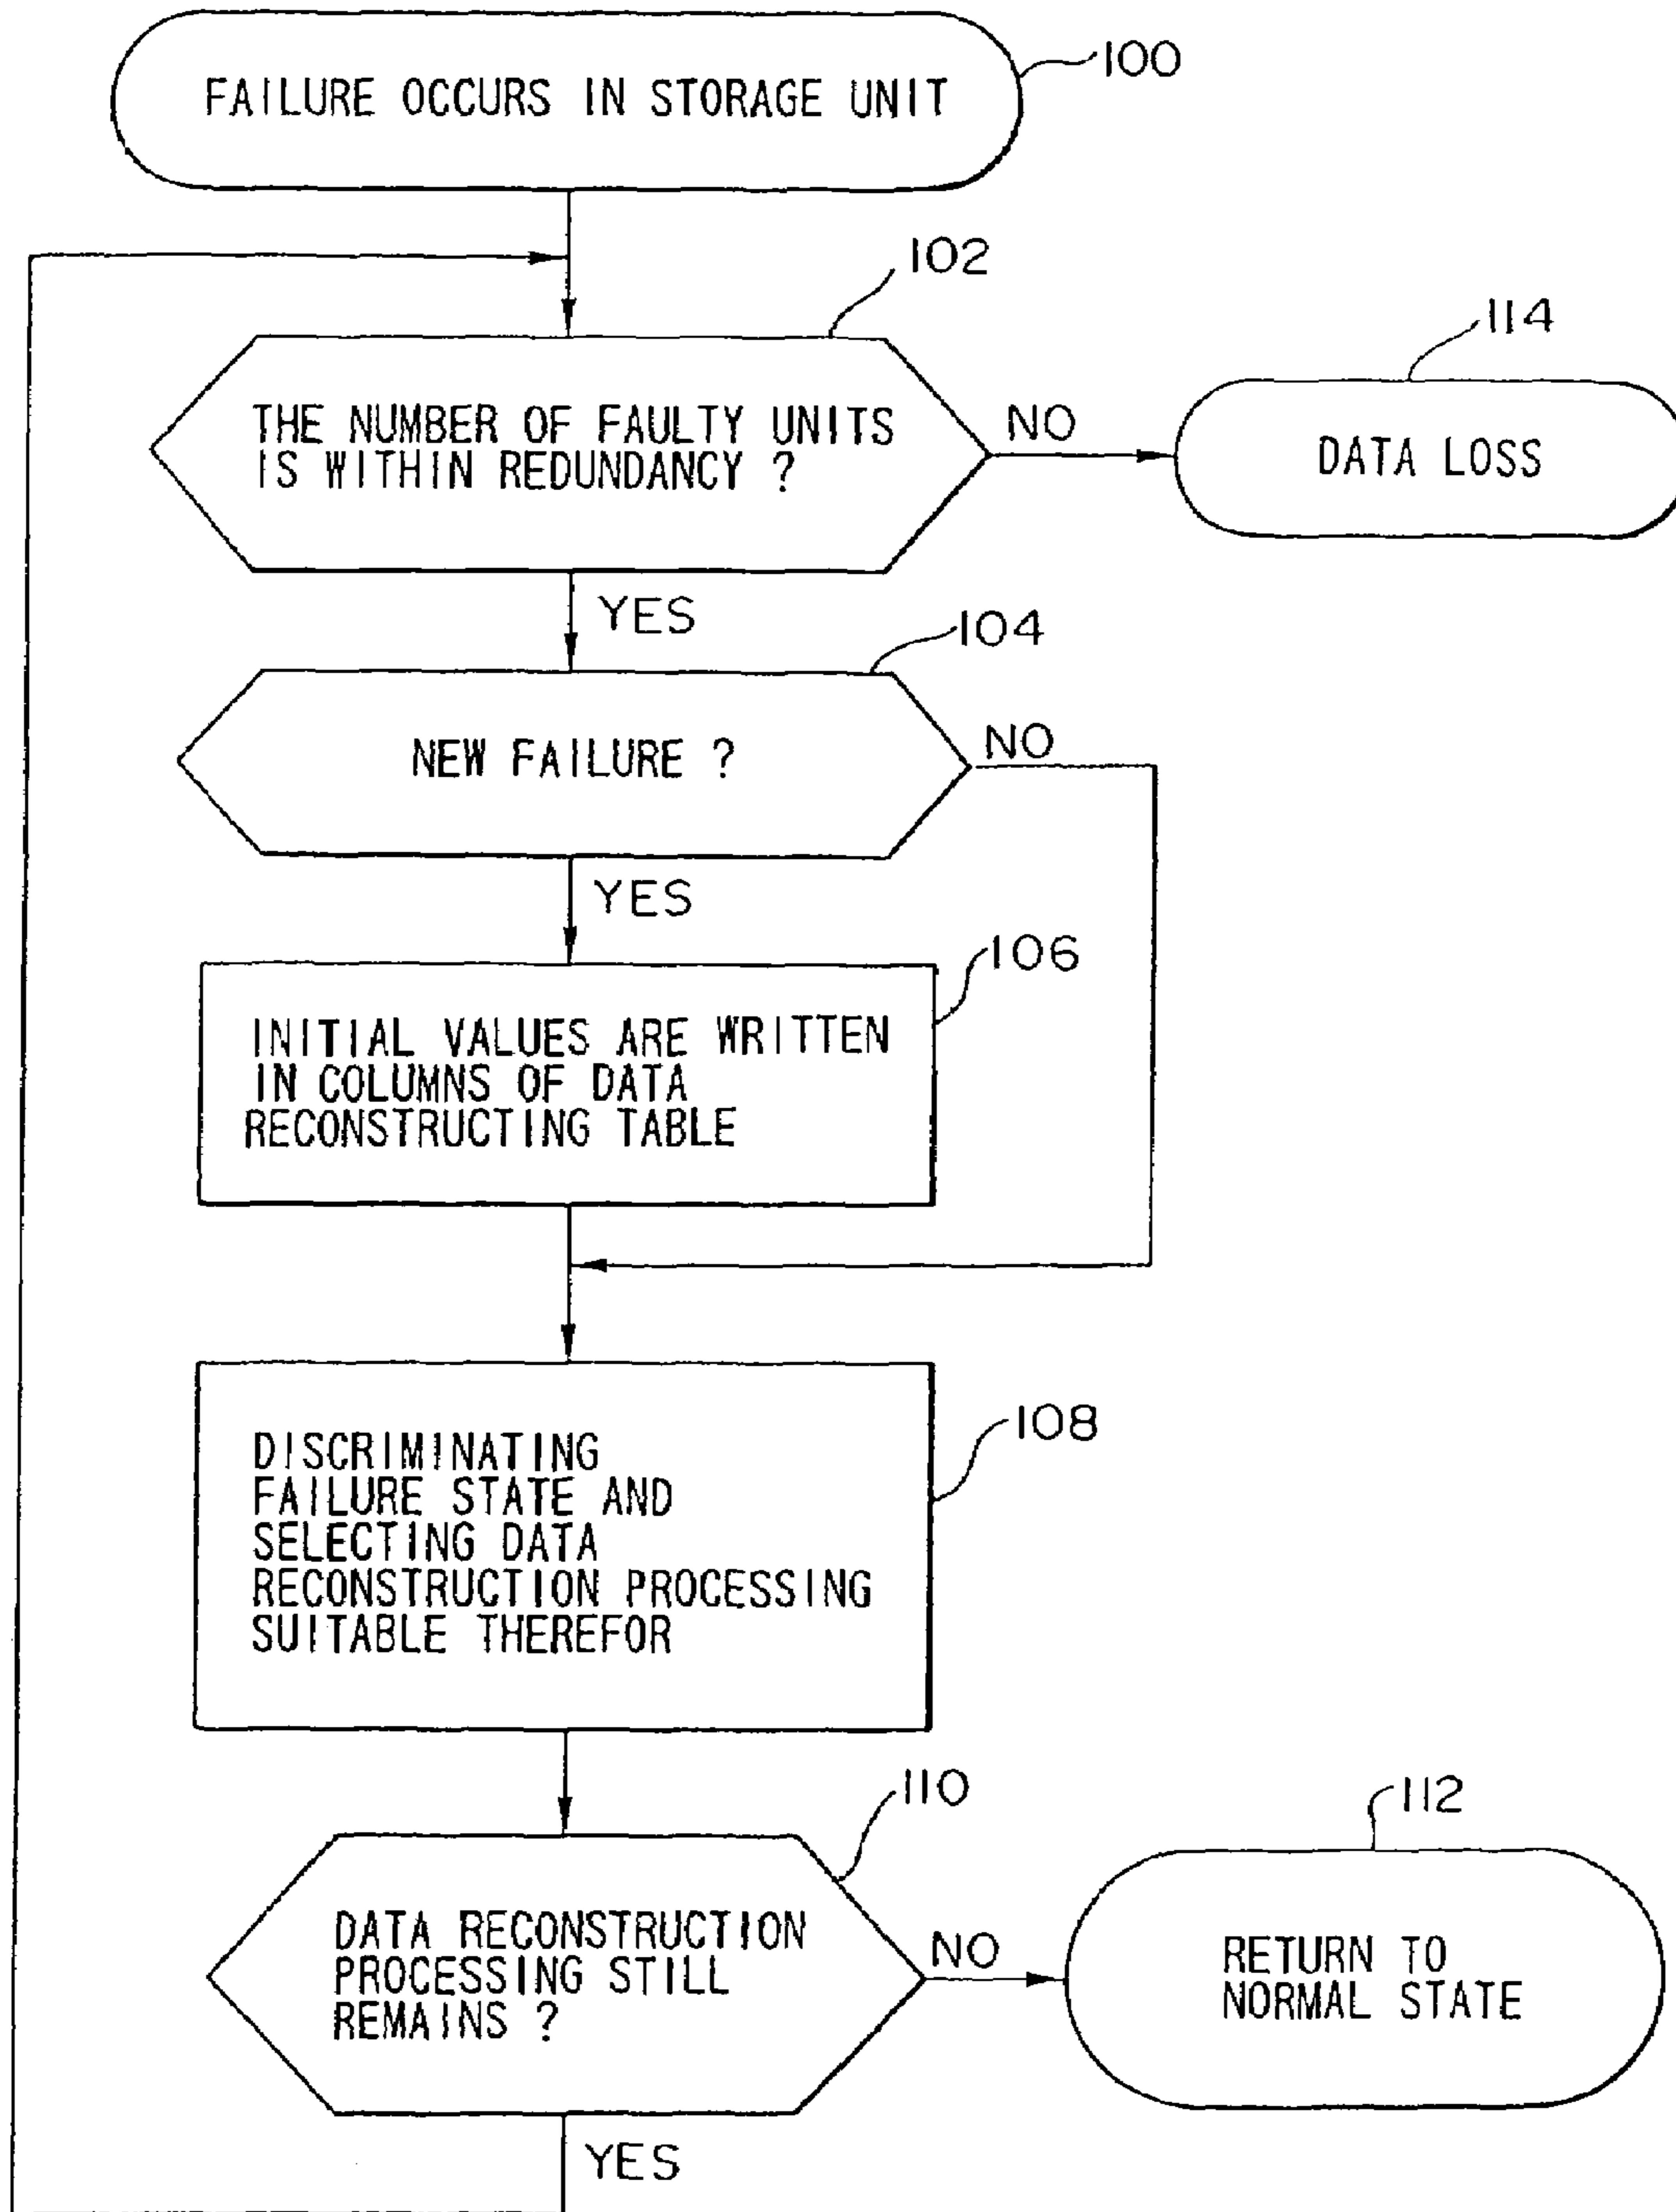 FAILURE OCCURS IN STORAGE UNIT
100
102
THE NUMBER OF FAULTY UNITS
IS WITHIN REDUNDANCY ?
NO
114
DATA LOSS
YES
104
NEW FAILURE ?
NO
YES
106
INITIAL VALUES ARE WRITTEN
IN COLUMNS OF DATA
RECONSTRUCTING TABLE
108
DISCRIMINATING
FAILURE STATE AND
SELECTING DATA
RECONSTRUCTION PROCESSING
SUITABLE THEREFOR
110
DATA RECONSTRUCTION
PROCESSING STILL
REMAINS ?
NO
112
RETURN TO
NORMAL STATE
YES